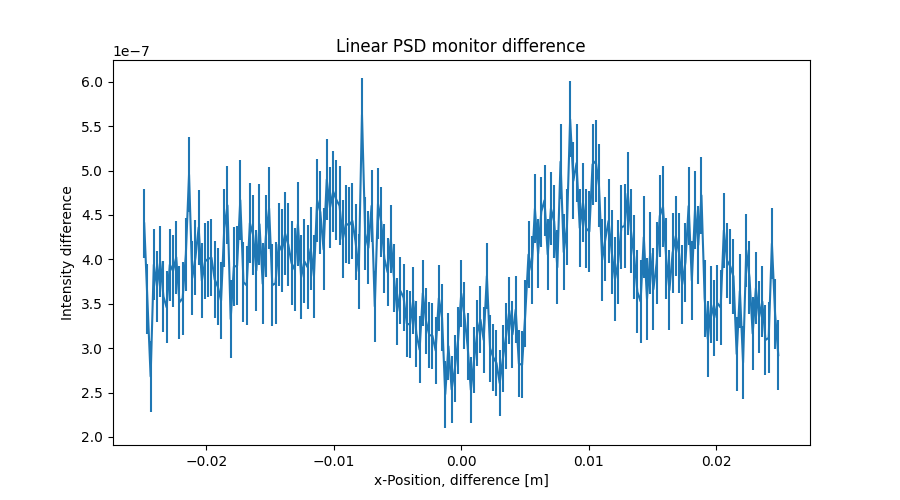 Linear PSD monitor difference
1e−7
6.0
5.5
5.0
4.5
4.0
3.5
3.0
2.5
2.0
Intensity difference
−0.02 −0.01 0.00 0.01 0.02
x-Position, difference [m]